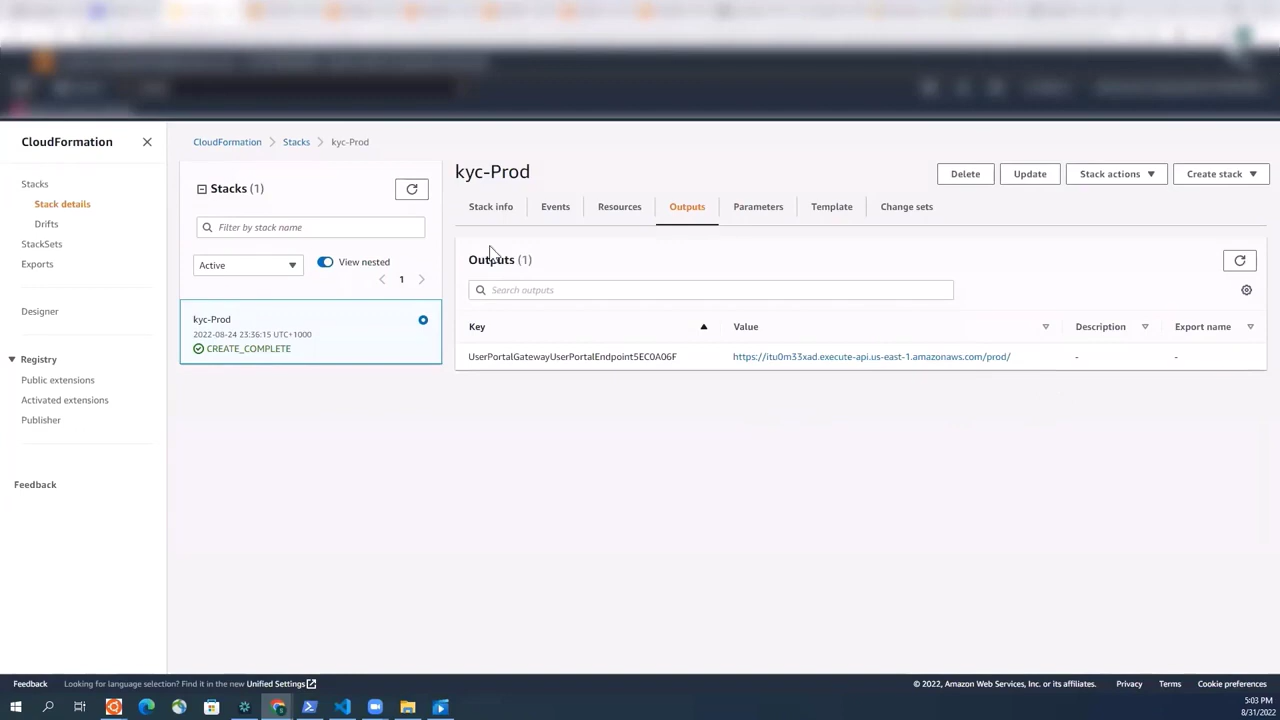 CloudFormation
Stacks
Stack details
Drifts
StackSets
Exports
Designer
Registry
Public extensions
Activated extensions
Publisher
Feedback
CloudFormation > Stacks > kyc-Prod
Stacks (1)
Filter by stack name
Active
View nested
1
kyc-Prod
2022-08-24 23:36:15 UTC+1000
CREATE_COMPLETE
kyc-Prod
Delete Update Stack actions Create stack
Stack info Events Resources Outputs Parameters Template Change sets
Outputs (1)
Search outputs
Key Value Description Export name
UserPortalGatewayUserPortalEndpoint5EC0A06F https://itu0m33xad.execute-api.us-east-1.amazonaws.com/prod/ - -
Feedback Looking for language selection? Find it in the new Unified Settings © 2022, Amazon Web Services, Inc. or its affiliates. Privacy Terms Cookie preferences
5:03 PM
8/31/2022